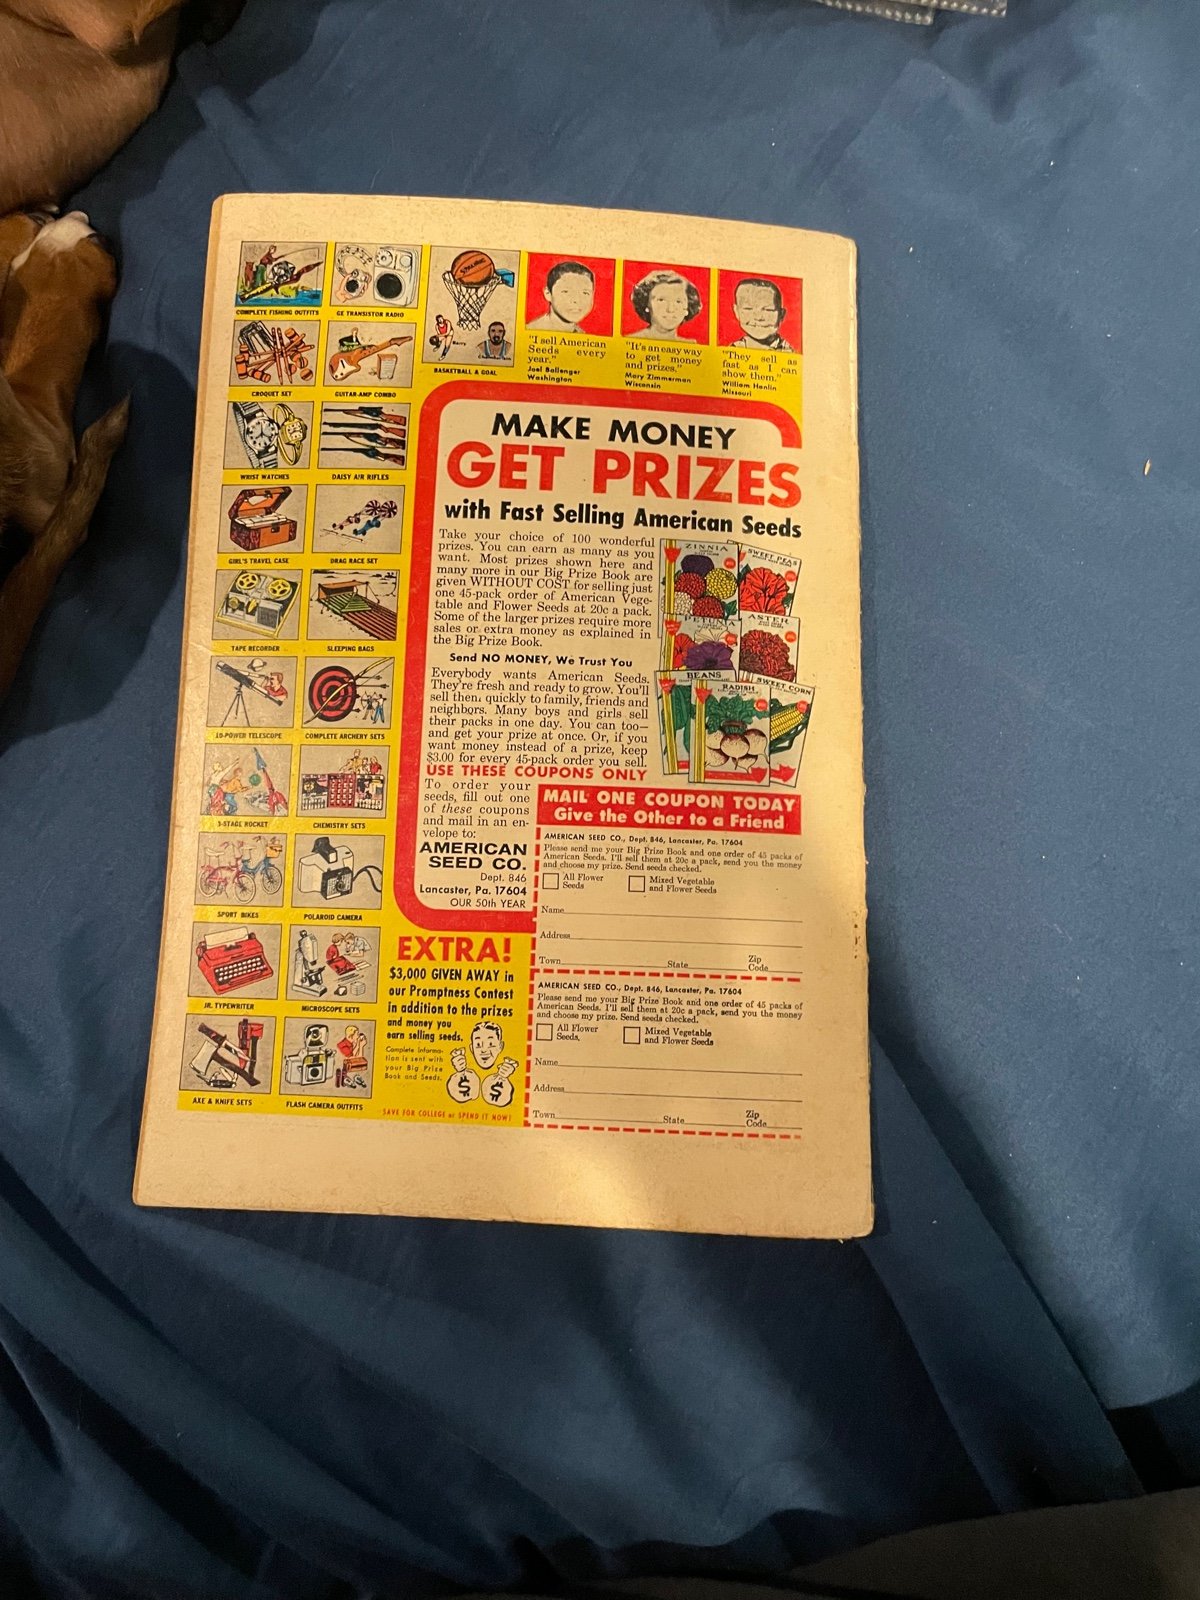 COMPLETE FISHING OUTFITS
GE TRANSISTOR RADIO
SPALDING
Barry
BASKETBALL & GOAL
CROQUET SET
GUITAR-AMP COMBO
WRIST WATCHES
DAISY AIR RIFLES
GIRL'S TRAVEL CASE
DRAG RACE SET
TAPE RECORDER
SLEEPING BAGS
10-POWER TELESCOPE
COMPLETE ARCHERY SETS
3-STAGE ROCKET
CHEMISTRY SETS
SPORT BIKES
POLAROID CAMERA
JR. TYPEWRITER
MICROSCOPE SETS
AXE & KNIFE SETS
FLASH CAMERA OUTFITS
"I sell American
Seeds every
year."
Joel Ballenger
Washington
"It's an easy way
to get money
and prizes."
Mary Zimmerman
Wisconsin
"They sell as
fast as I can
show them."
William Hanlin
Missouri
MAKE MONEY
GET PRIZES
with Fast Selling American Seeds
Take your choice of 100 wonderful
prizes. You can earn as many as you
want. Most prizes shown here and
many more in our Big Prize Book are
given WITHOUT COST for selling just
one 45-pack order of American Vege-
table and Flower Seeds at 20c a pack.
Some of the larger prizes require more
sales or extra money as explained in
the Big Prize Book.
Send NO MONEY, We Trust You
Everybody wants American Seeds.
They're fresh and ready to grow. You'll
sell them quickly to family, friends and
neighbors. Many boys and girls sell
their packs in one day. You can too—
and get your prize at once. Or, if you
want money instead of a prize, keep
$3.00 for every 45-pack order you sell.
USE THESE COUPONS ONLY
To order your
seeds, fill out one
of these coupons
and mail in an en-
velope to:
AMERICAN
SEED CO.
Dept. 846
Lancaster, Pa. 17604
OUR 50th YEAR
ZINNIA
SWEET PEAS
PETUNIA
ASTER
BEANS
RADISH
SWEET CORN
MAIL ONE COUPON TODAY
Give the Other to a Friend
AMERICAN SEED CO., Dept. 846, Lancaster, Pa. 17604
Please send me your Big Prize Book and one order of 45 packs of
American Seeds. I'll sell them at 20c a pack, send you the money
and choose my prize. Send seeds checked.
All Flower
Seeds
Mixed Vegetable
and Flower Seeds
Name
Address
Town State Zip
Code
AMERICAN SEED CO., Dept. 846, Lancaster, Pa. 17604
Please send me your Big Prize Book and one order of 45 packs of
American Seeds. I'll sell them at 20c a pack, send you the money
and choose my prize. Send seeds checked.
All Flower
Seeds,
Mixed Vegetable
and Flower Seeds
Name
Address
Town State Zip
Code
EXTRA!
$3,000 GIVEN AWAY in
our Promptness Contest
in addition to the prizes
and money you
earn selling seeds.
Complete informa-
tion is sent with
your Big Prize
Book and Seeds.
$ $
SAVE FOR COLLEGE or SPEND IT NOW!